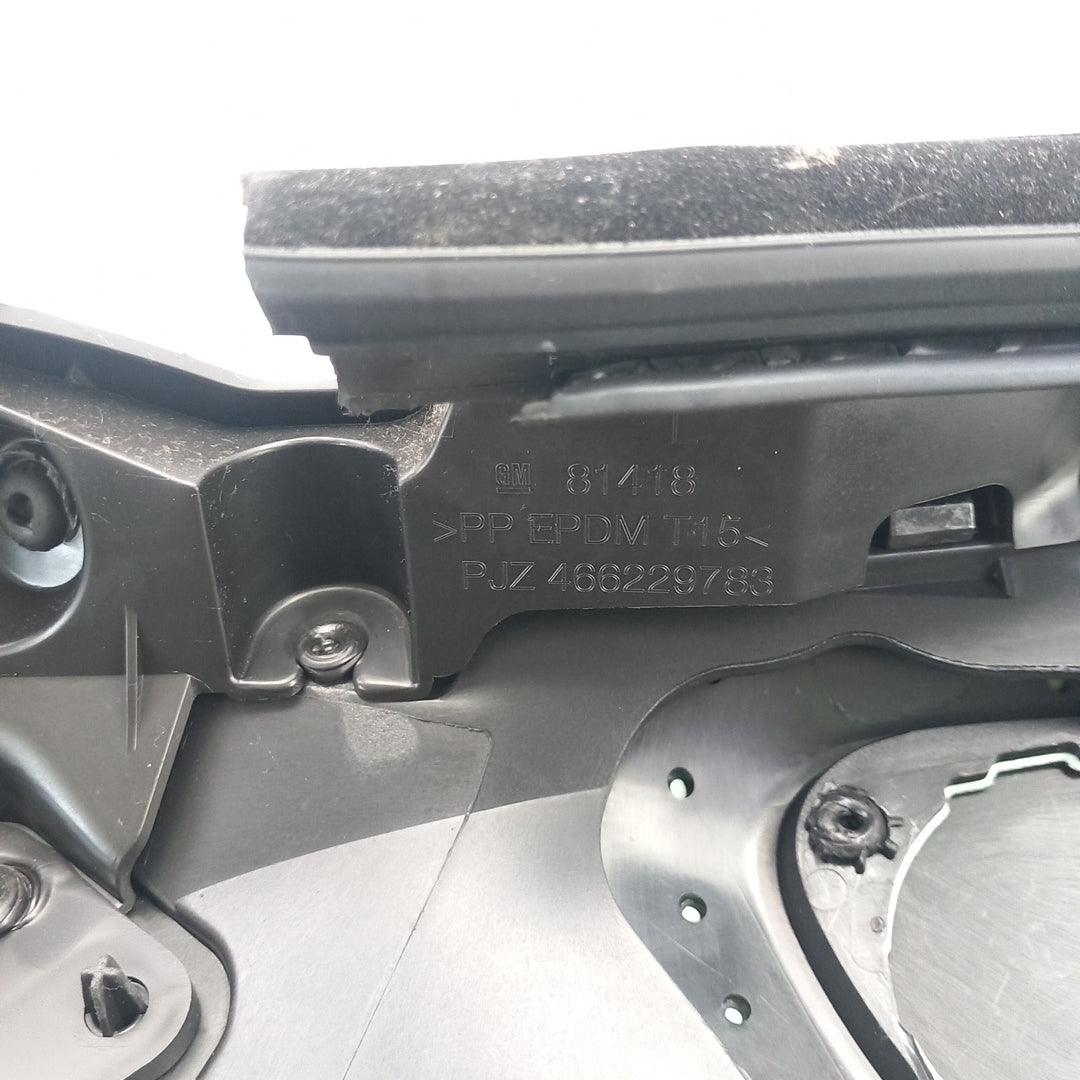 L
GM 81418
>PP EPDM T15<
PJZ 466229783